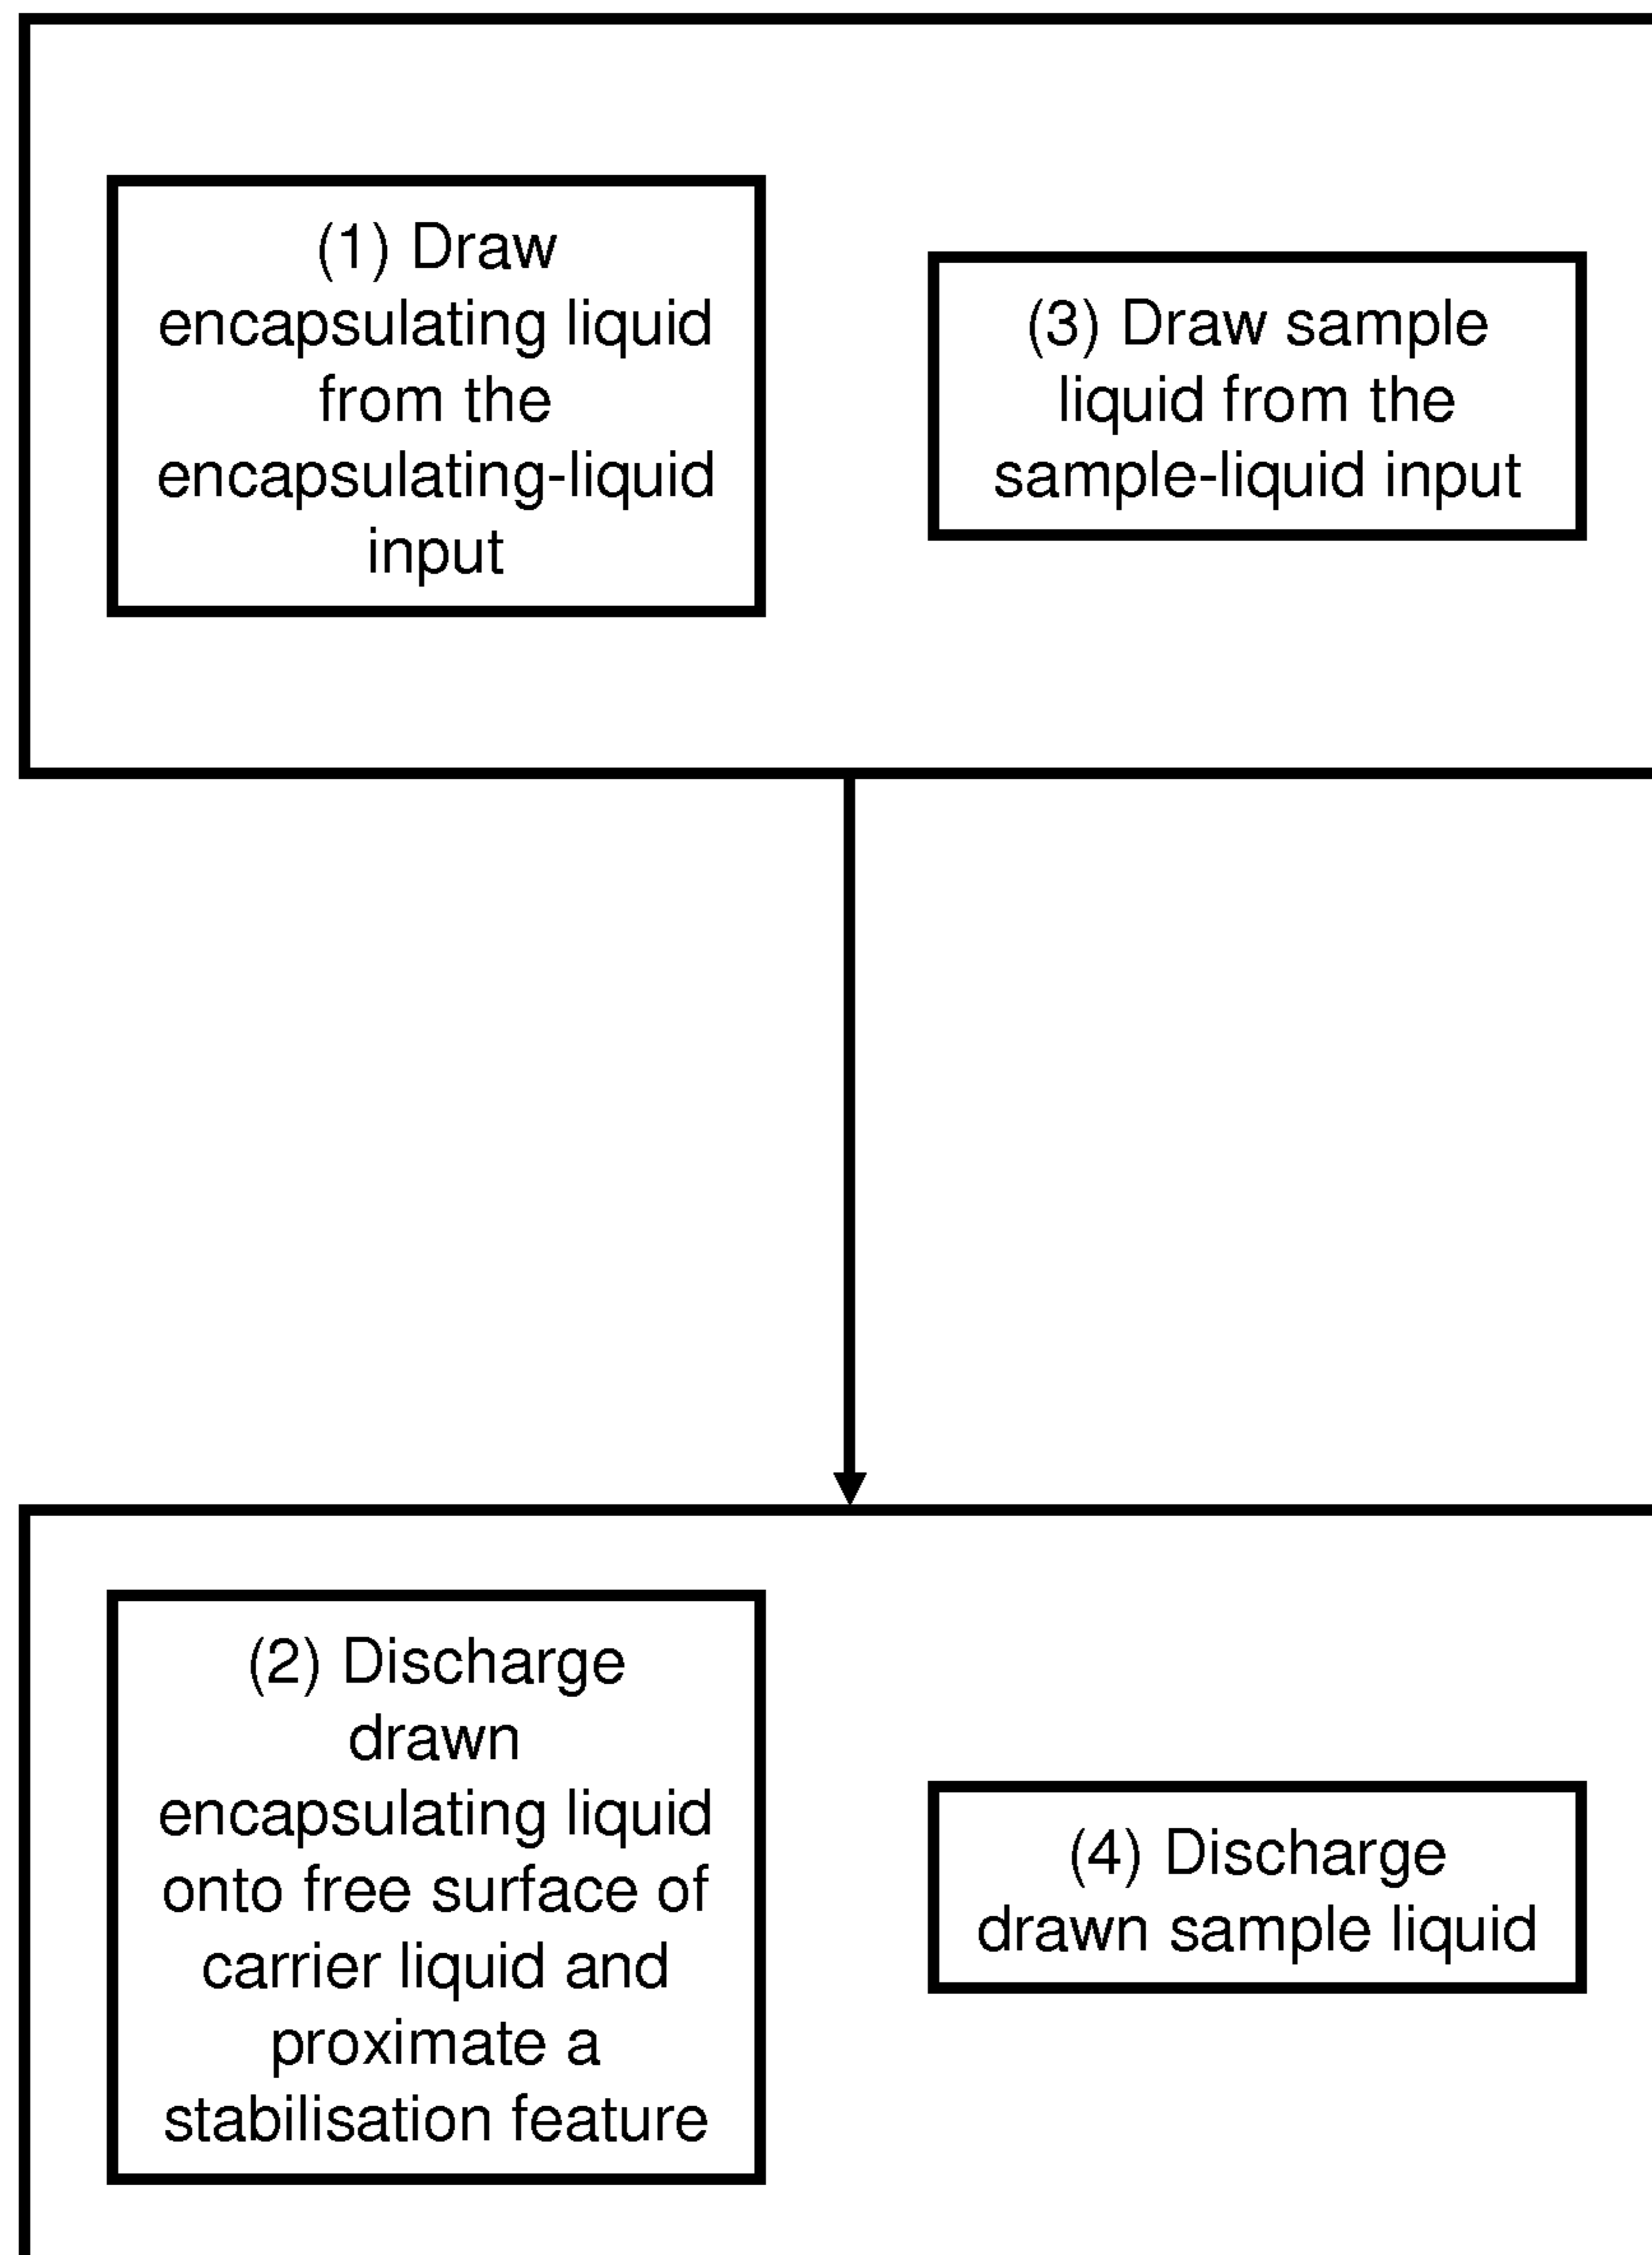 (1) Draw
encapsulating liquid
from the
encapsulating-liquid
input
(3) Draw sample
liquid from the
sample-liquid input
(2) Discharge
drawn
encapsulating liquid
onto free surface of
carrier liquid and
proximate a
stabilisation feature
(4) Discharge
drawn sample liquid